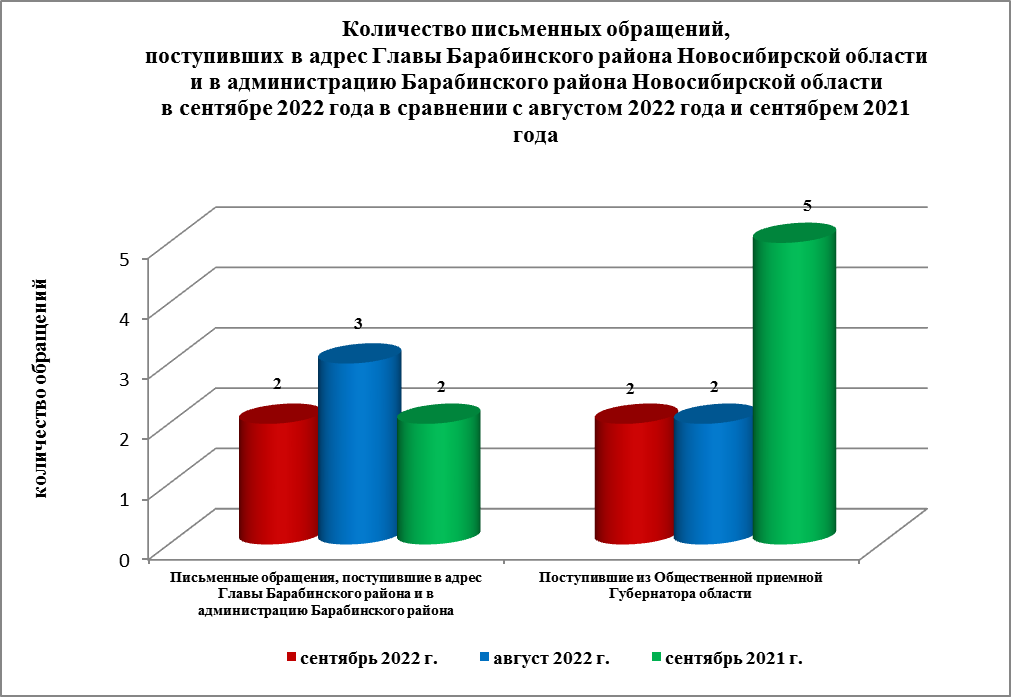 Количество письменных обращений,
поступивших в адрес Главы Барабинского района Новосибирской области
и в администрацию Барабинского района Новосибирской области
в сентябре 2022 года в сравнении с августом 2022 года и сентябрем 2021
года
количество обращений
5
4
3
2
1
0
2
3
2
2
2
5
Письменные обращения, поступившие в адрес
Главы Барабинского района и в
администрацию Барабинского района
Поступившие из Общественной приемной
Губернатора области
сентябрь 2022 г.
август 2022 г.
сентябрь 2021 г.